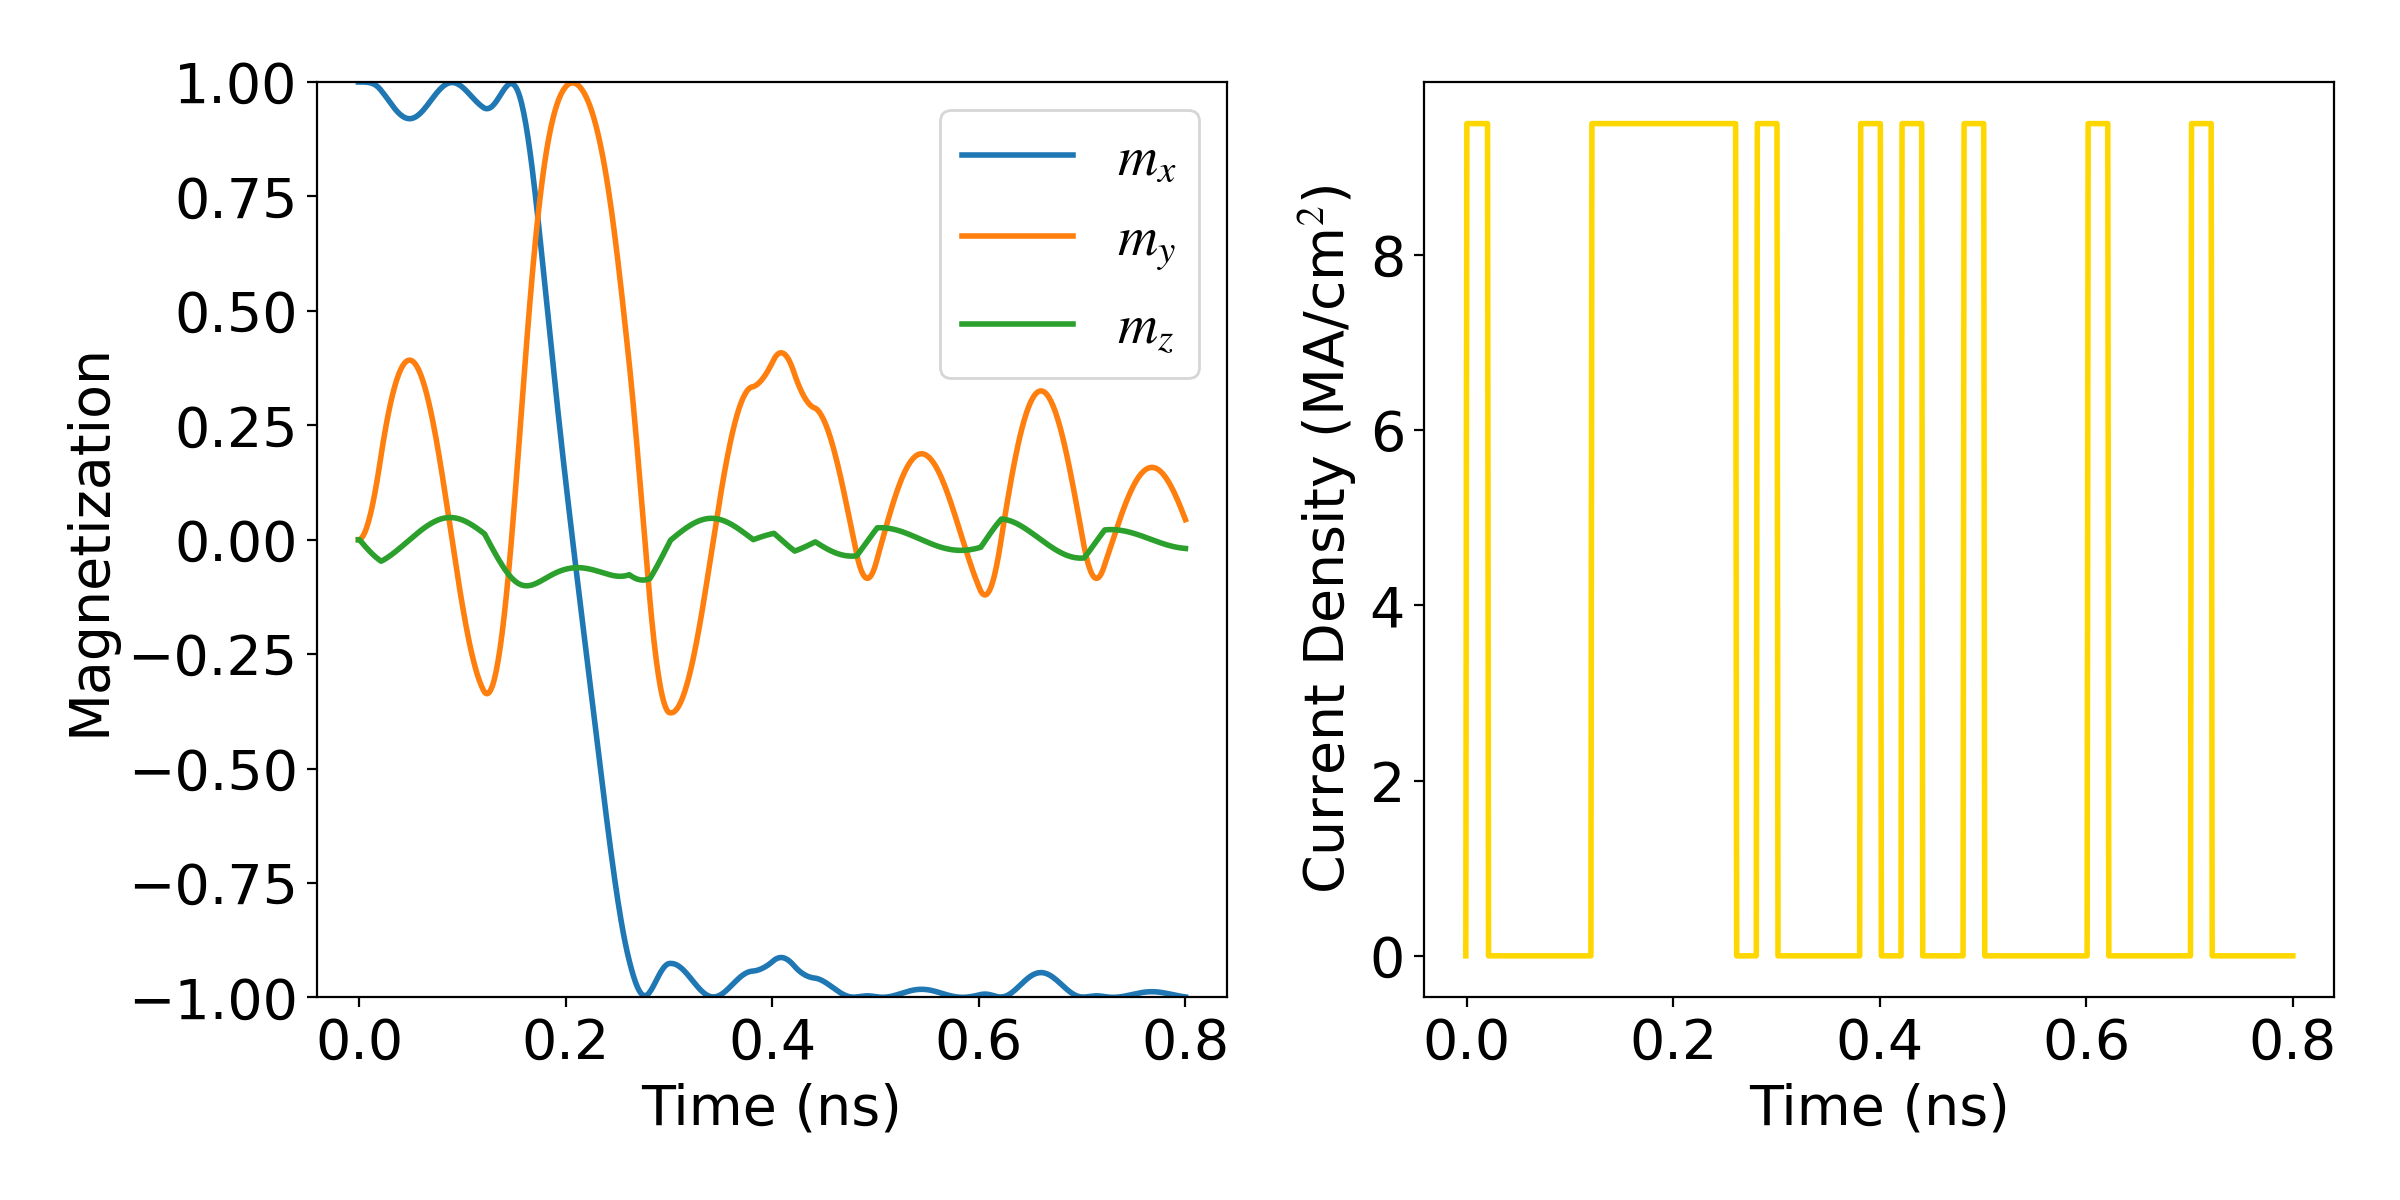 1.00
0.75
0.50
0.25
0.00
−0.25
−0.50
−0.75
−1.00
Magnetization
0.0 0.2 0.4 0.6 0.8
Time (ns)
m_x
m_y
m_z
8
6
4
2
0
Current Density (MA/cm²)
0.0 0.2 0.4 0.6 0.8
Time (ns)